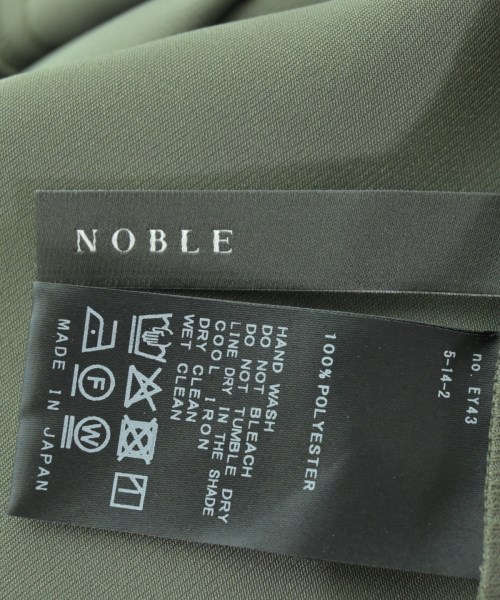 NOBLE
no. EY43
5-14-2
100% POLYESTER
HAND WASH
DO NOT BLEACH
DO NOT TUMBLE DRY
LINE DRY IN THE SHADE
COOL IRON
DRY CLEAN
WET CLEAN
P
W
MADE IN JAPAN